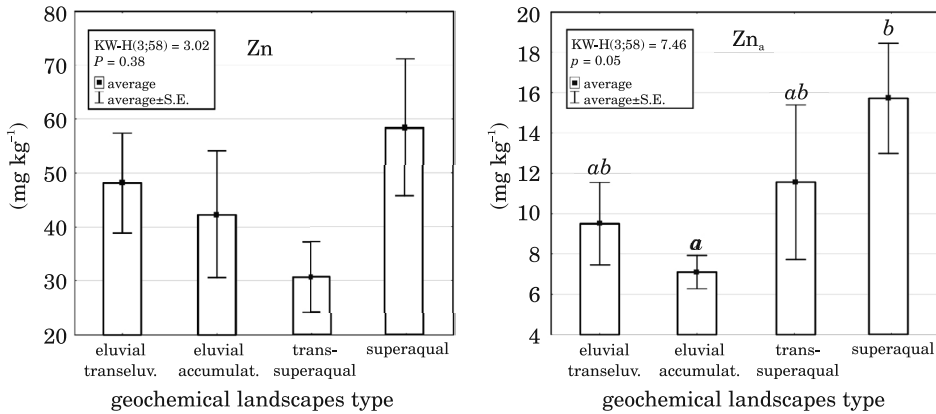 80
70
60
50
40
30
20
(mg kg⁻¹)
KW-H(3;58) = 3.02
P = 0.38
average
average±S.E.
Zn
eluvial transeluv.
eluvial accumulat.
trans-superaqual
superaqual
geochemical landscapes type
20
18
16
14
12
10
8
6
4
(mg kg⁻¹)
KW-H(3;58) = 7.46
p = 0.05
average
average±S.E.
Znₐ
ab
a
ab
b
eluvial transeluv.
eluvial accumulat.
trans-superaqual
superaqual
geochemical landscapes type